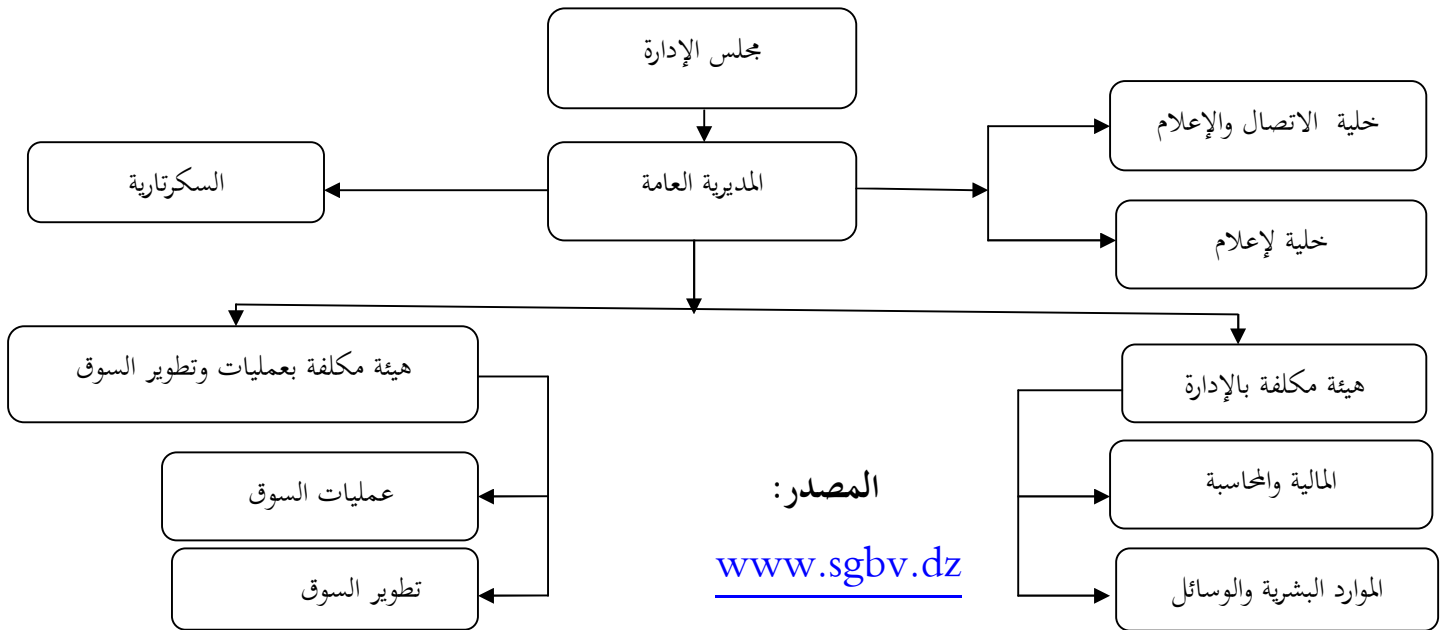 مجلس الإدارة
خلية الاتصال والإعلام
المديرية العامة
السكرتارية
خلية لإعلام
هيئة مكلفة بالإدارة
هيئة مكلفة بعمليات وتطوير السوق
المالية والمحاسبة
عمليات السوق
المصدر:
www.sgbv.dz
الموارد البشرية والوسائل
تطوير السوق